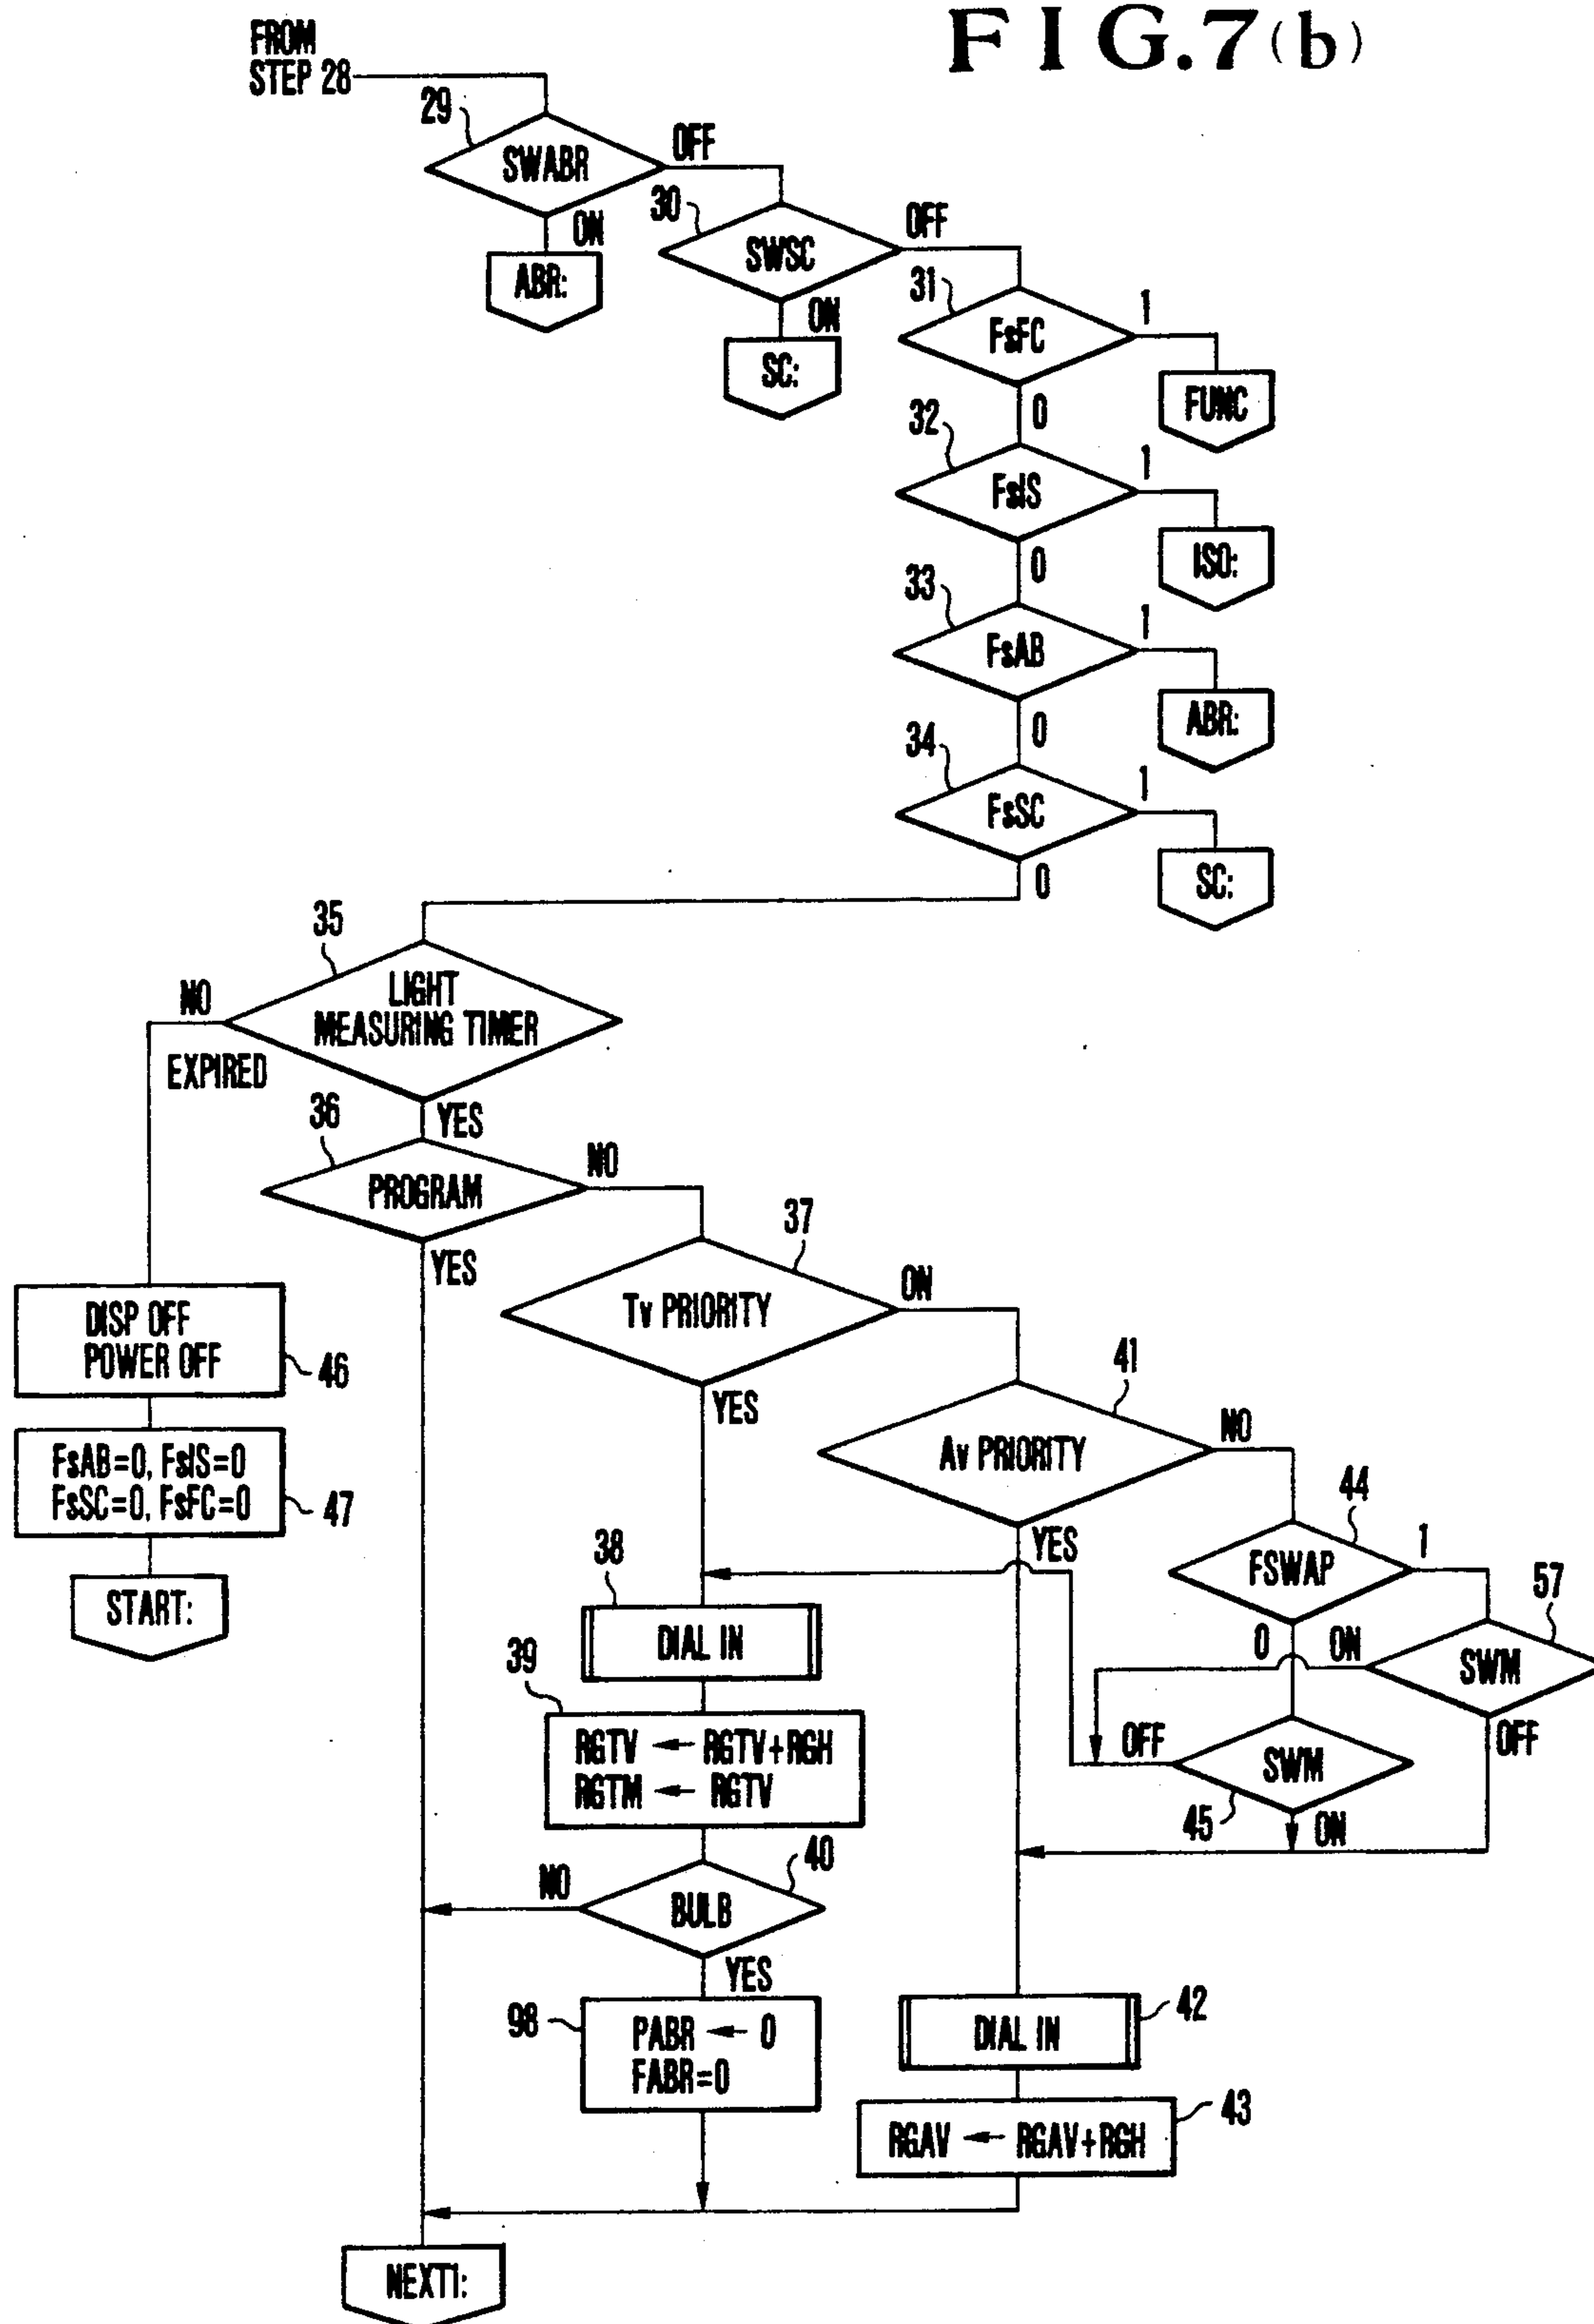 FIG.7(b)
FROM
STEP 28
29
SWABR
OFF
ON
ABR:
30
SWSC
OFF
ON
SC:
31
FsFC
1
FUNC
0
32
FsIS
1
ISO:
0
33
FsAB
1
ABR:
0
34
FsSC
1
SC:
0
35
LIGHT
MEASURING TIMER
NO
EXPIRED
YES
36
PROGRAM
NO
YES
37
Tv PRIORITY
ON
YES
DISP OFF
POWER OFF
46
FsAB=0, FsIS=0
FsSC=0, FsFC=0
47
START:
41
Av PRIORITY
NO
YES
44
FSWAP
1
0
57
SWM
ON
OFF
SWM
OFF
45
ON
38
DIAL IN
39
RGTV ← RGTV+RGH
RGTM ← RGTV
40
BULB
NO
YES
98
PABR ← 0
FABR=0
DIAL IN
42
RGAV ← RGAV+RGH
43
NEXT1: